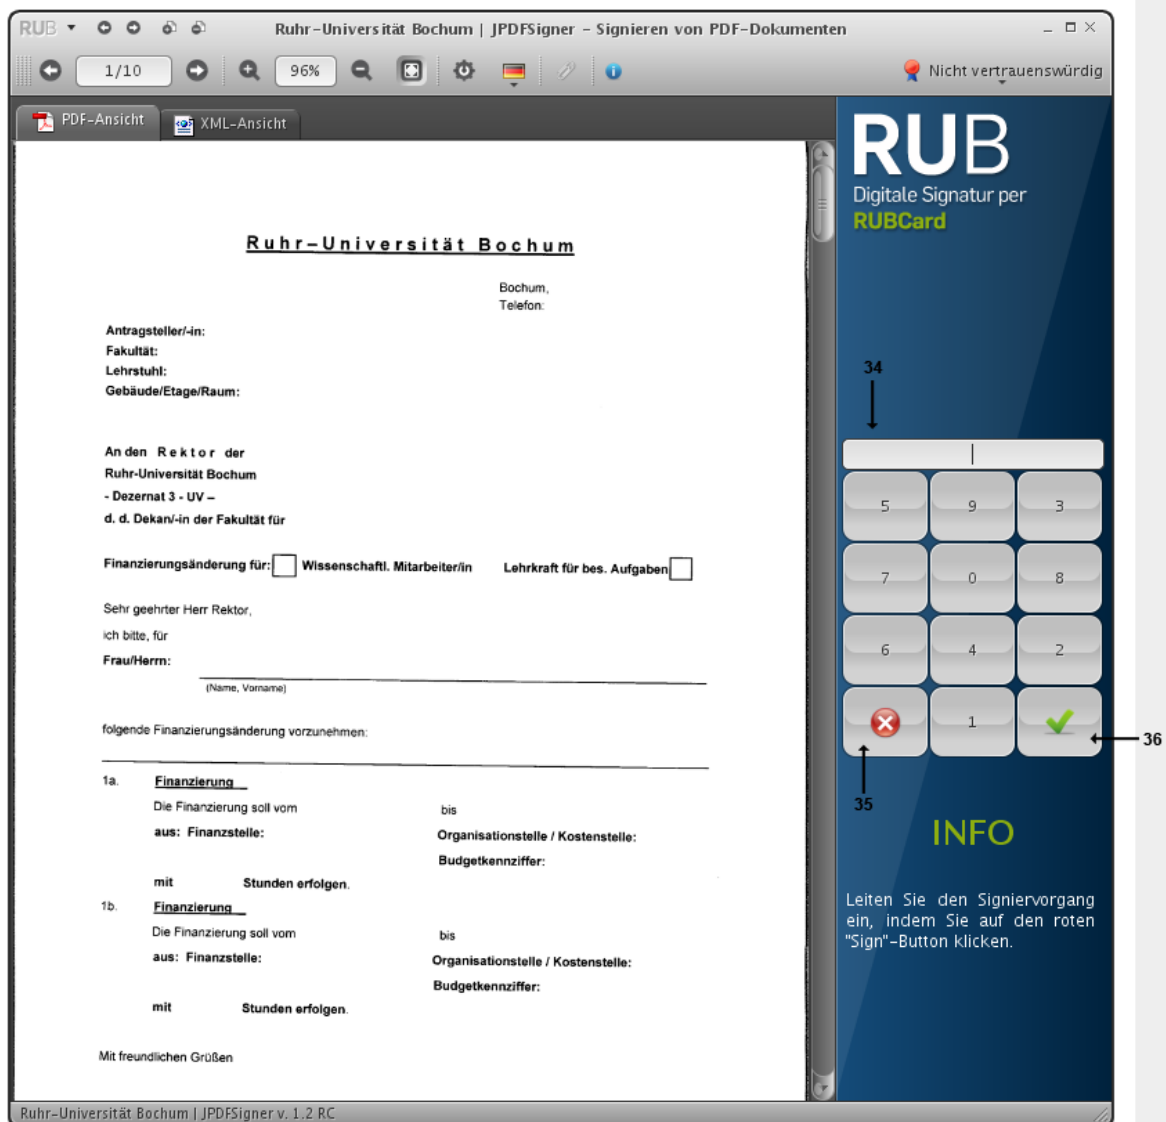 RUB
Ruhr-Universität Bochum | JPDFSigner - Signieren von PDF-Dokumenten
1/10
96%
Nicht vertrauenswürdig
PDF-Ansicht
XML-Ansicht
Ruhr-Universität Bochum
Bochum,
Telefon:
Antragsteller/-in:
Fakultät:
Lehrstuhl:
Gebäude/Etage/Raum:
An den Rektor der
Ruhr-Universität Bochum
- Dezernat 3 - UV –
d. d. Dekan/-in der Fakultät für
Finanzierungsänderung für: Wissenschaftl. Mitarbeiter/in Lehrkraft für bes. Aufgaben
Sehr geehrter Herr Rektor,
ich bitte, für
Frau/Herrn:
(Name, Vorname)
folgende Finanzierungsänderung vorzunehmen:
1a. Finanzierung
Die Finanzierung soll vom bis
aus: Finanzstelle: Organisationstelle / Kostenstelle:
Budgetkennziffer:
mit Stunden erfolgen.
1b. Finanzierung
Die Finanzierung soll vom bis
aus: Finanzstelle: Organisationstelle / Kostenstelle:
Budgetkennziffer:
mit Stunden erfolgen.
Mit freundlichen Grüßen
RUB
Digitale Signatur per
RUBCard
34
5 9 3
7 0 8
6 4 2
1
36
35
INFO
Leiten Sie den Signiervorgang
ein, indem Sie auf den roten
"Sign"-Button klicken.
Ruhr-Universität Bochum | JPDFSigner v. 1.2 RC